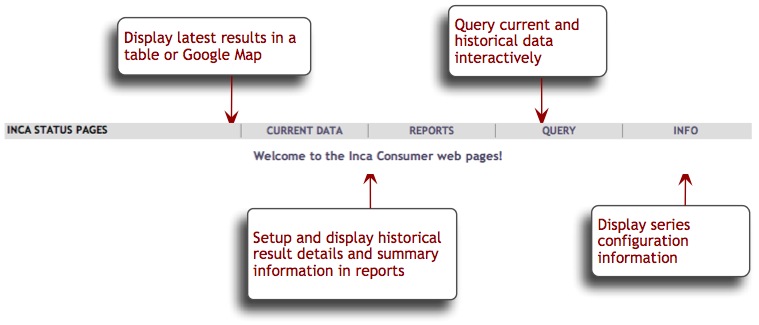 Display latest results in a
table or Google Map
Query current and
historical data
interactively
INCA STATUS PAGES
CURRENT DATA
REPORTS
QUERY
INFO
Welcome to the Inca Consumer web pages!
Setup and display historical
result details and summary
information in reports
Display series
configuration
information